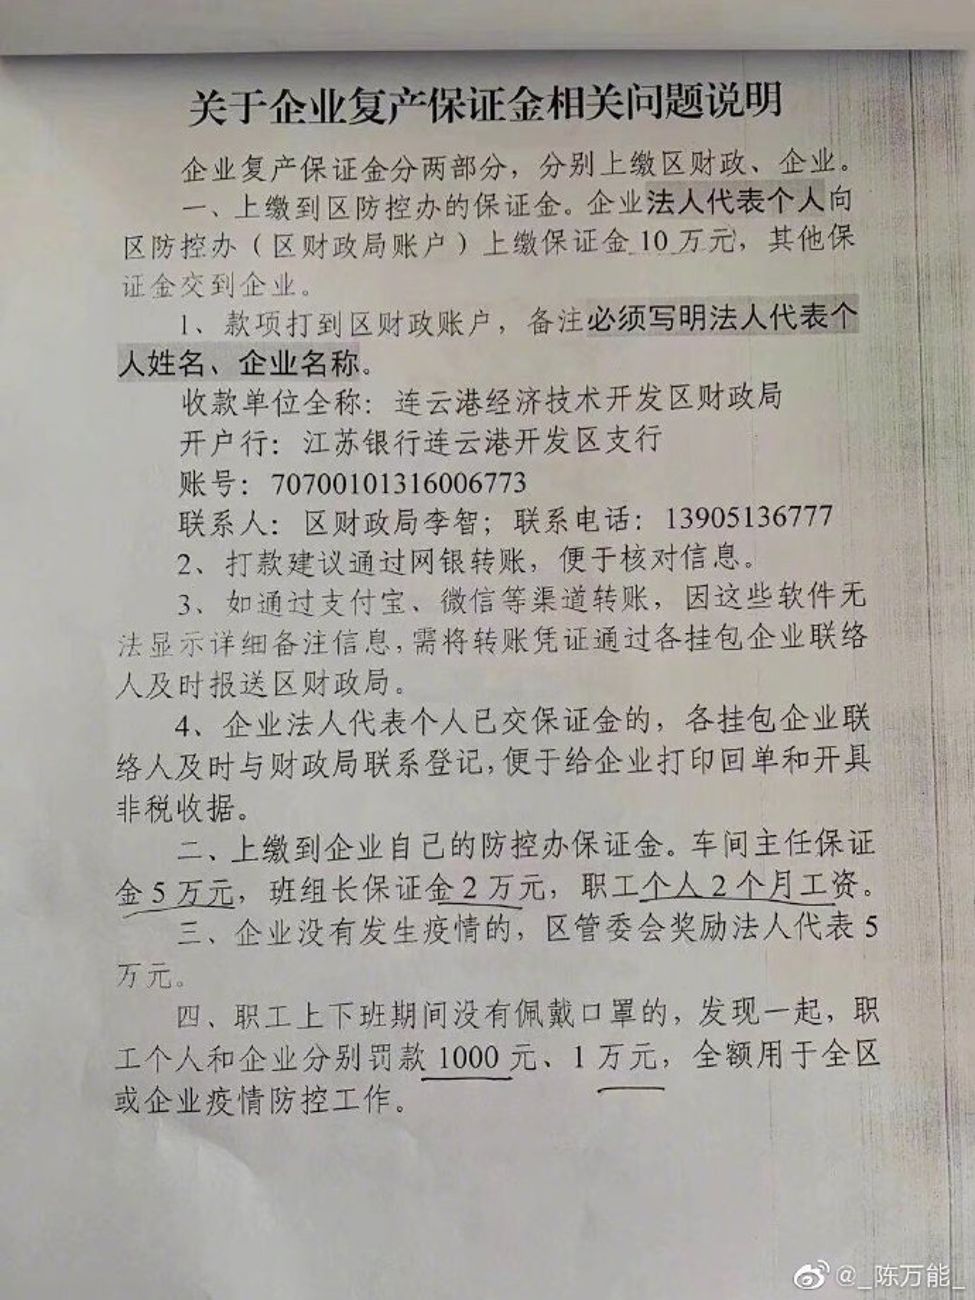 关于企业复产保证金相关问题说明
企业复产保证金分两部分，分别上缴区财政、企业。
一、上缴到区防控办的保证金。企业法人代表个人向
区防控办（区财政局账户）上缴保证金 10 万元，其他保
证金交到企业。
1、款项打到区财政账户，备注必须写明法人代表个
人姓名、企业名称。
收款单位全称：连云港经济技术开发区财政局
开户行：江苏银行连云港开发区支行
账号：70700101316006773
联系人：区财政局李智；联系电话：13905136777
2、打款建议通过网银转账，便于核对信息。
3、如通过支付宝、微信等渠道转账，因这些软件无
法显示详细备注信息，需将转账凭证通过各挂包企业联络
人及时报送区财政局。
4、企业法人代表个人已交保证金的，各挂包企业联
络人及时与财政局联系登记，便于给企业打印回单和开具
非税收据。
二、上缴到企业自己的防控办保证金。车间主任保证
金 5 万元，班组长保证金 2 万元，职工个人 2 个月工资。
三、企业没有发生疫情的，区管委会奖励法人代表 5
万元。
四、职工上下班期间没有佩戴口罩的，发现一起，职
工个人和企业分别罚款 1000 元、1 万元，全额用于全区
或企业疫情防控工作。
@_陈万能_